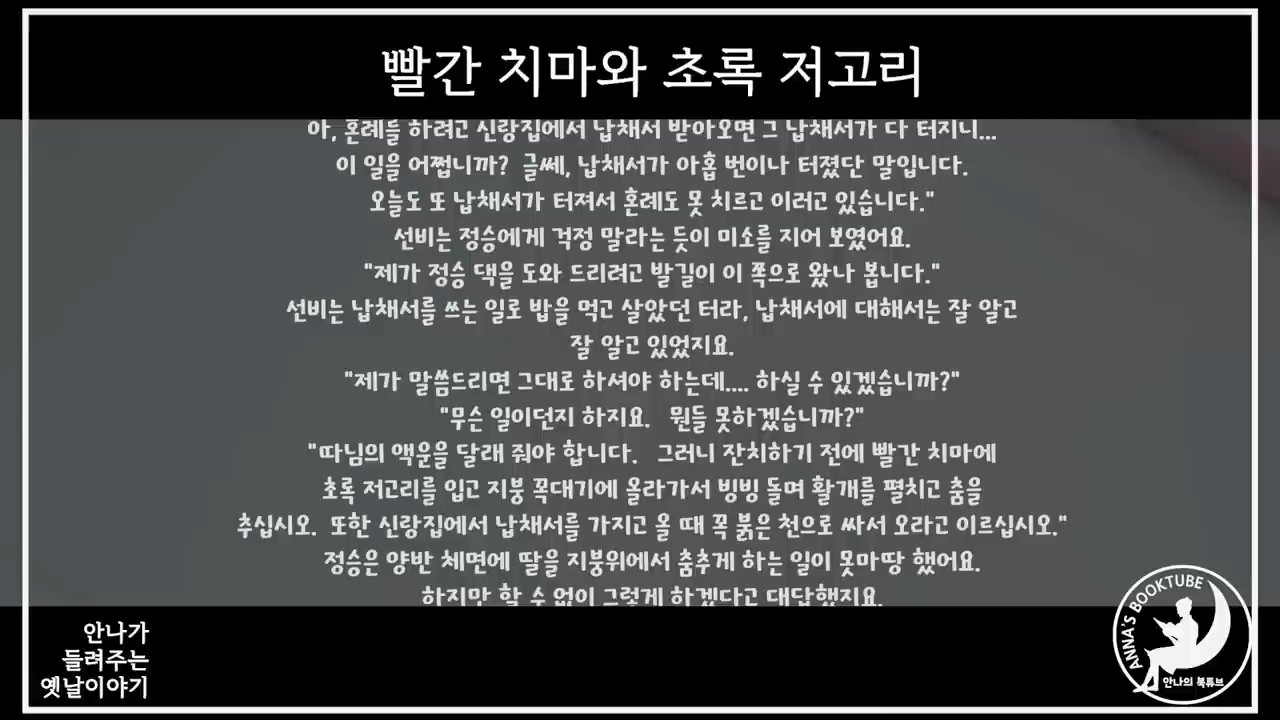 빨간 치마와 초록 저고리
아, 혼례를 하려고 신랑집에서 납채서 받아오면 그 납채서가 다 터지니...
이 일을 어쩝니까? 글쎄, 납채서가 아홉 번이나 터졌단 말입니다.
오늘도 또 납채서가 터져서 혼례도 못 치르고 이러고 있습니다."
선비는 정승에게 걱정 말라는 듯이 미소를 지어 보였어요.
"제가 정승 댁을 도와 드리려고 발길이 이 쪽으로 왔나 봅니다."
선비는 납채서를 쓰는 일로 밥을 먹고 살았던 터라, 납채서에 대해서는 잘 알고
잘 알고 있었지요.
"제가 말씀드리면 그대로 하셔야 하는데.... 하실 수 있겠습니까?"
"무슨 일이던지 하지요. 뭔들 못하겠습니까?"
"따님의 액운을 달래 줘야 합니다. 그러니 잔치하기 전에 빨간 치마에
초록 저고리를 입고 지붕 꼭대기에 올라가서 빙빙 돌며 활개를 펼치고 춤을
추십시오. 또한 신랑집에서 납채서를 가지고 올 때 꼭 붉은 천으로 싸서 오라고 이르십시오."
정승은 양반 체면에 딸을 지붕위에서 춤추게 하는 일이 못마땅 했어요.
하지만 할 수 없이 그렇게 하겠다고 대답했지요.
안나가
들려주는
옛날이야기
ANNA'S BOOKTUBE
안나의 북튜브